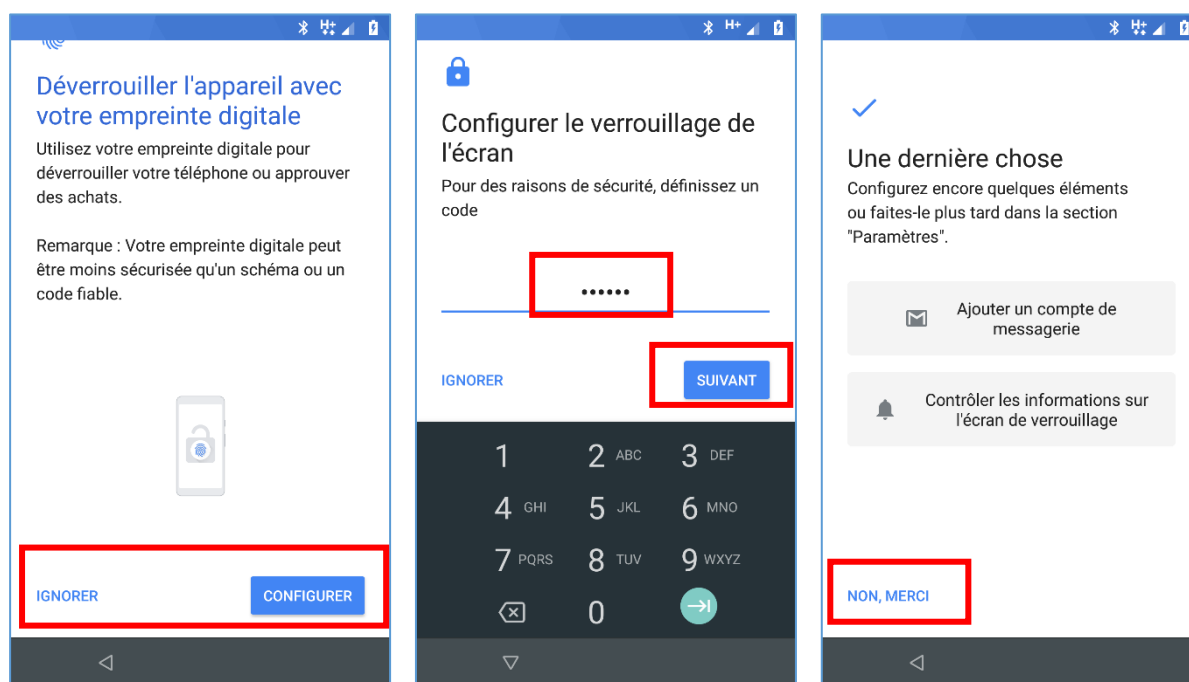 H+
Déverrouiller l'appareil avec
votre empreinte digitale
Utilisez votre empreinte digitale pour
déverrouiller votre téléphone ou approuver
des achats.
Remarque : Votre empreinte digitale peut
être moins sécurisée qu'un schéma ou un
code fiable.
IGNORER
CONFIGURER
H+
Configurer le verrouillage de
l'écran
Pour des raisons de sécurité, définissez un
code
••••••
IGNORER
SUIVANT
1
2 ABC
3 DEF
4 GHI
5 JKL
6 MNO
7 PQRS
8 TUV
9 WXYZ
0
H+
Une dernière chose
Configurez encore quelques éléments
ou faites-le plus tard dans la section
"Paramètres".
Ajouter un compte de
messagerie
Contrôler les informations sur
l'écran de verrouillage
NON, MERCI